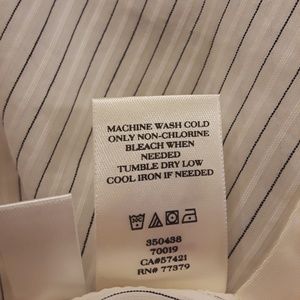 MACHINE WASH COLD
ONLY NON-CHLORINE
BLEACH WHEN
NEEDED
TUMBLE DRY LOW
COOL IRON IF NEEDED
350438
70019
CA#57421
RN# 77379